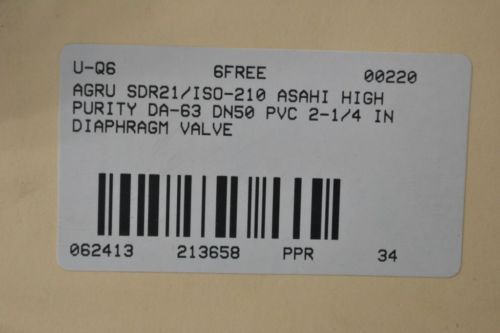 U-Q6 6FREE 00220
AGRU SDR21/ISO-210 ASAHI HIGH
PURITY DA-63 DN50 PVC 2-1/4 IN
DIAPHRAGM VALVE
062413 213658 PPR 34